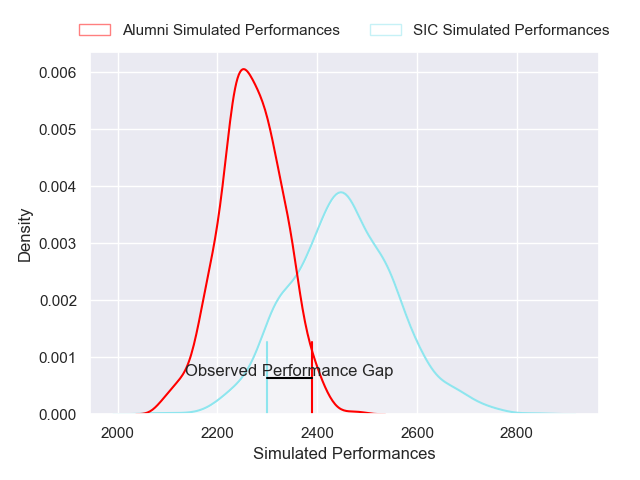 Alumni Simulated Performances
SIC Simulated Performances
0.006
0.005
0.004
0.003
0.002
0.001
0.000
Density
Observed Performance Gap
2000
2200
2400
2600
2800
Simulated Performances